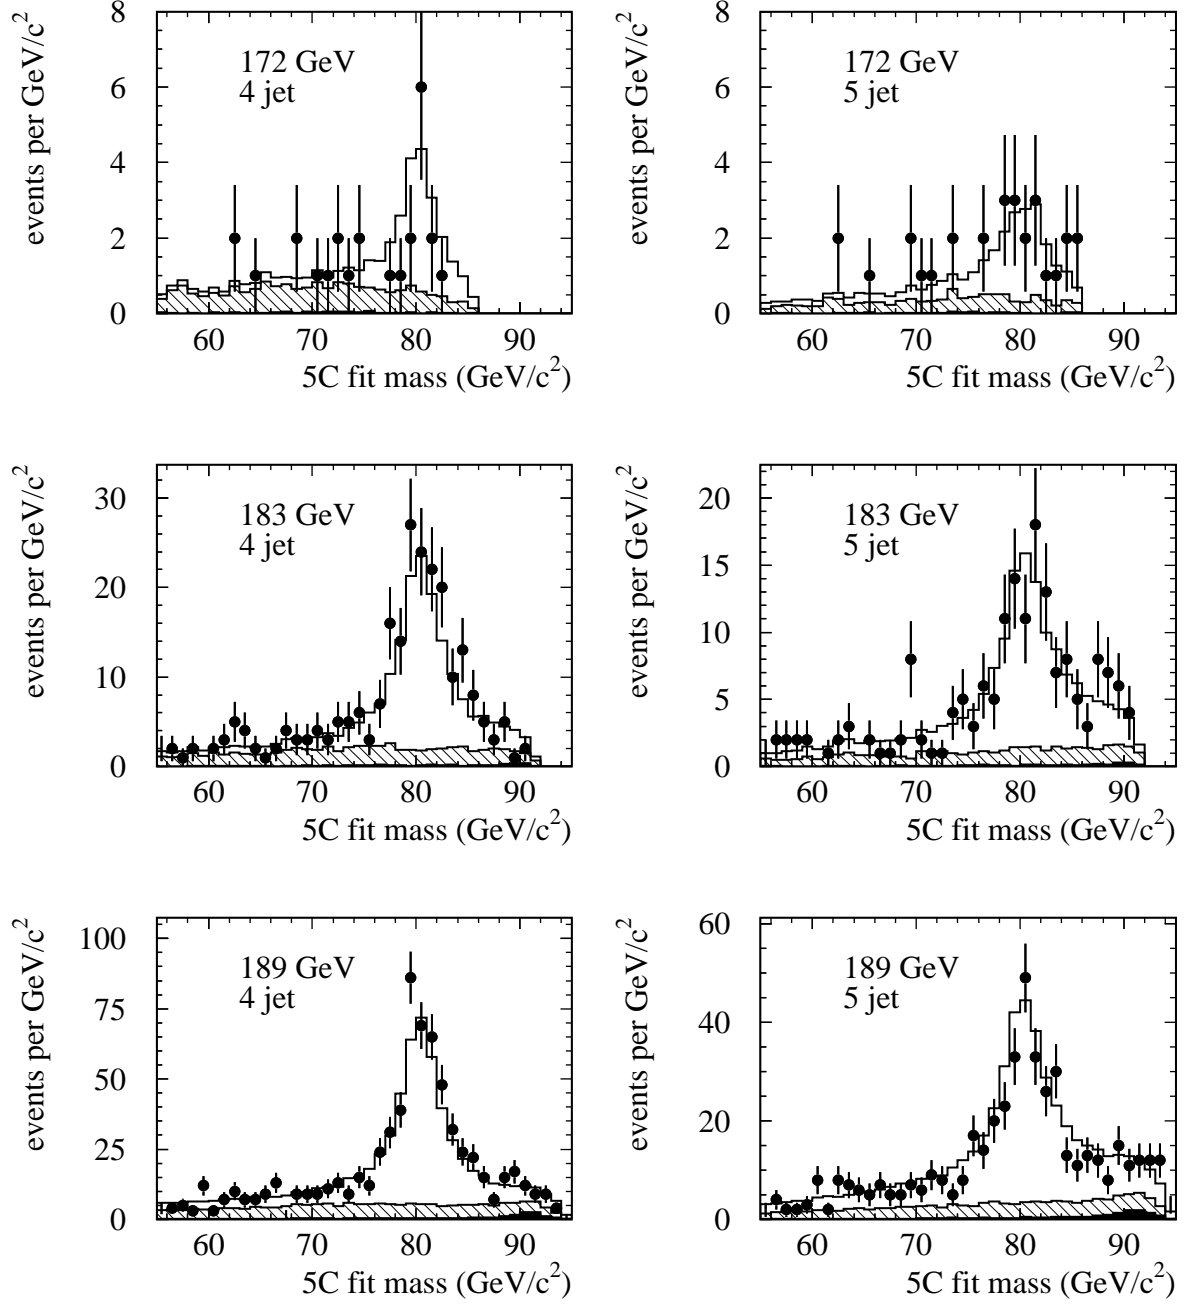 events per GeV/c²
8
6
4
2
0
172 GeV
4 jet
60 70 80 90
5C fit mass (GeV/c²)
events per GeV/c²
8
6
4
2
0
172 GeV
5 jet
60 70 80 90
5C fit mass (GeV/c²)
events per GeV/c²
30
20
10
0
183 GeV
4 jet
60 70 80 90
5C fit mass (GeV/c²)
events per GeV/c²
20
15
10
5
0
183 GeV
5 jet
60 70 80 90
5C fit mass (GeV/c²)
events per GeV/c²
100
75
50
25
0
189 GeV
4 jet
60 70 80 90
5C fit mass (GeV/c²)
events per GeV/c²
60
40
20
0
189 GeV
5 jet
60 70 80 90
5C fit mass (GeV/c²)